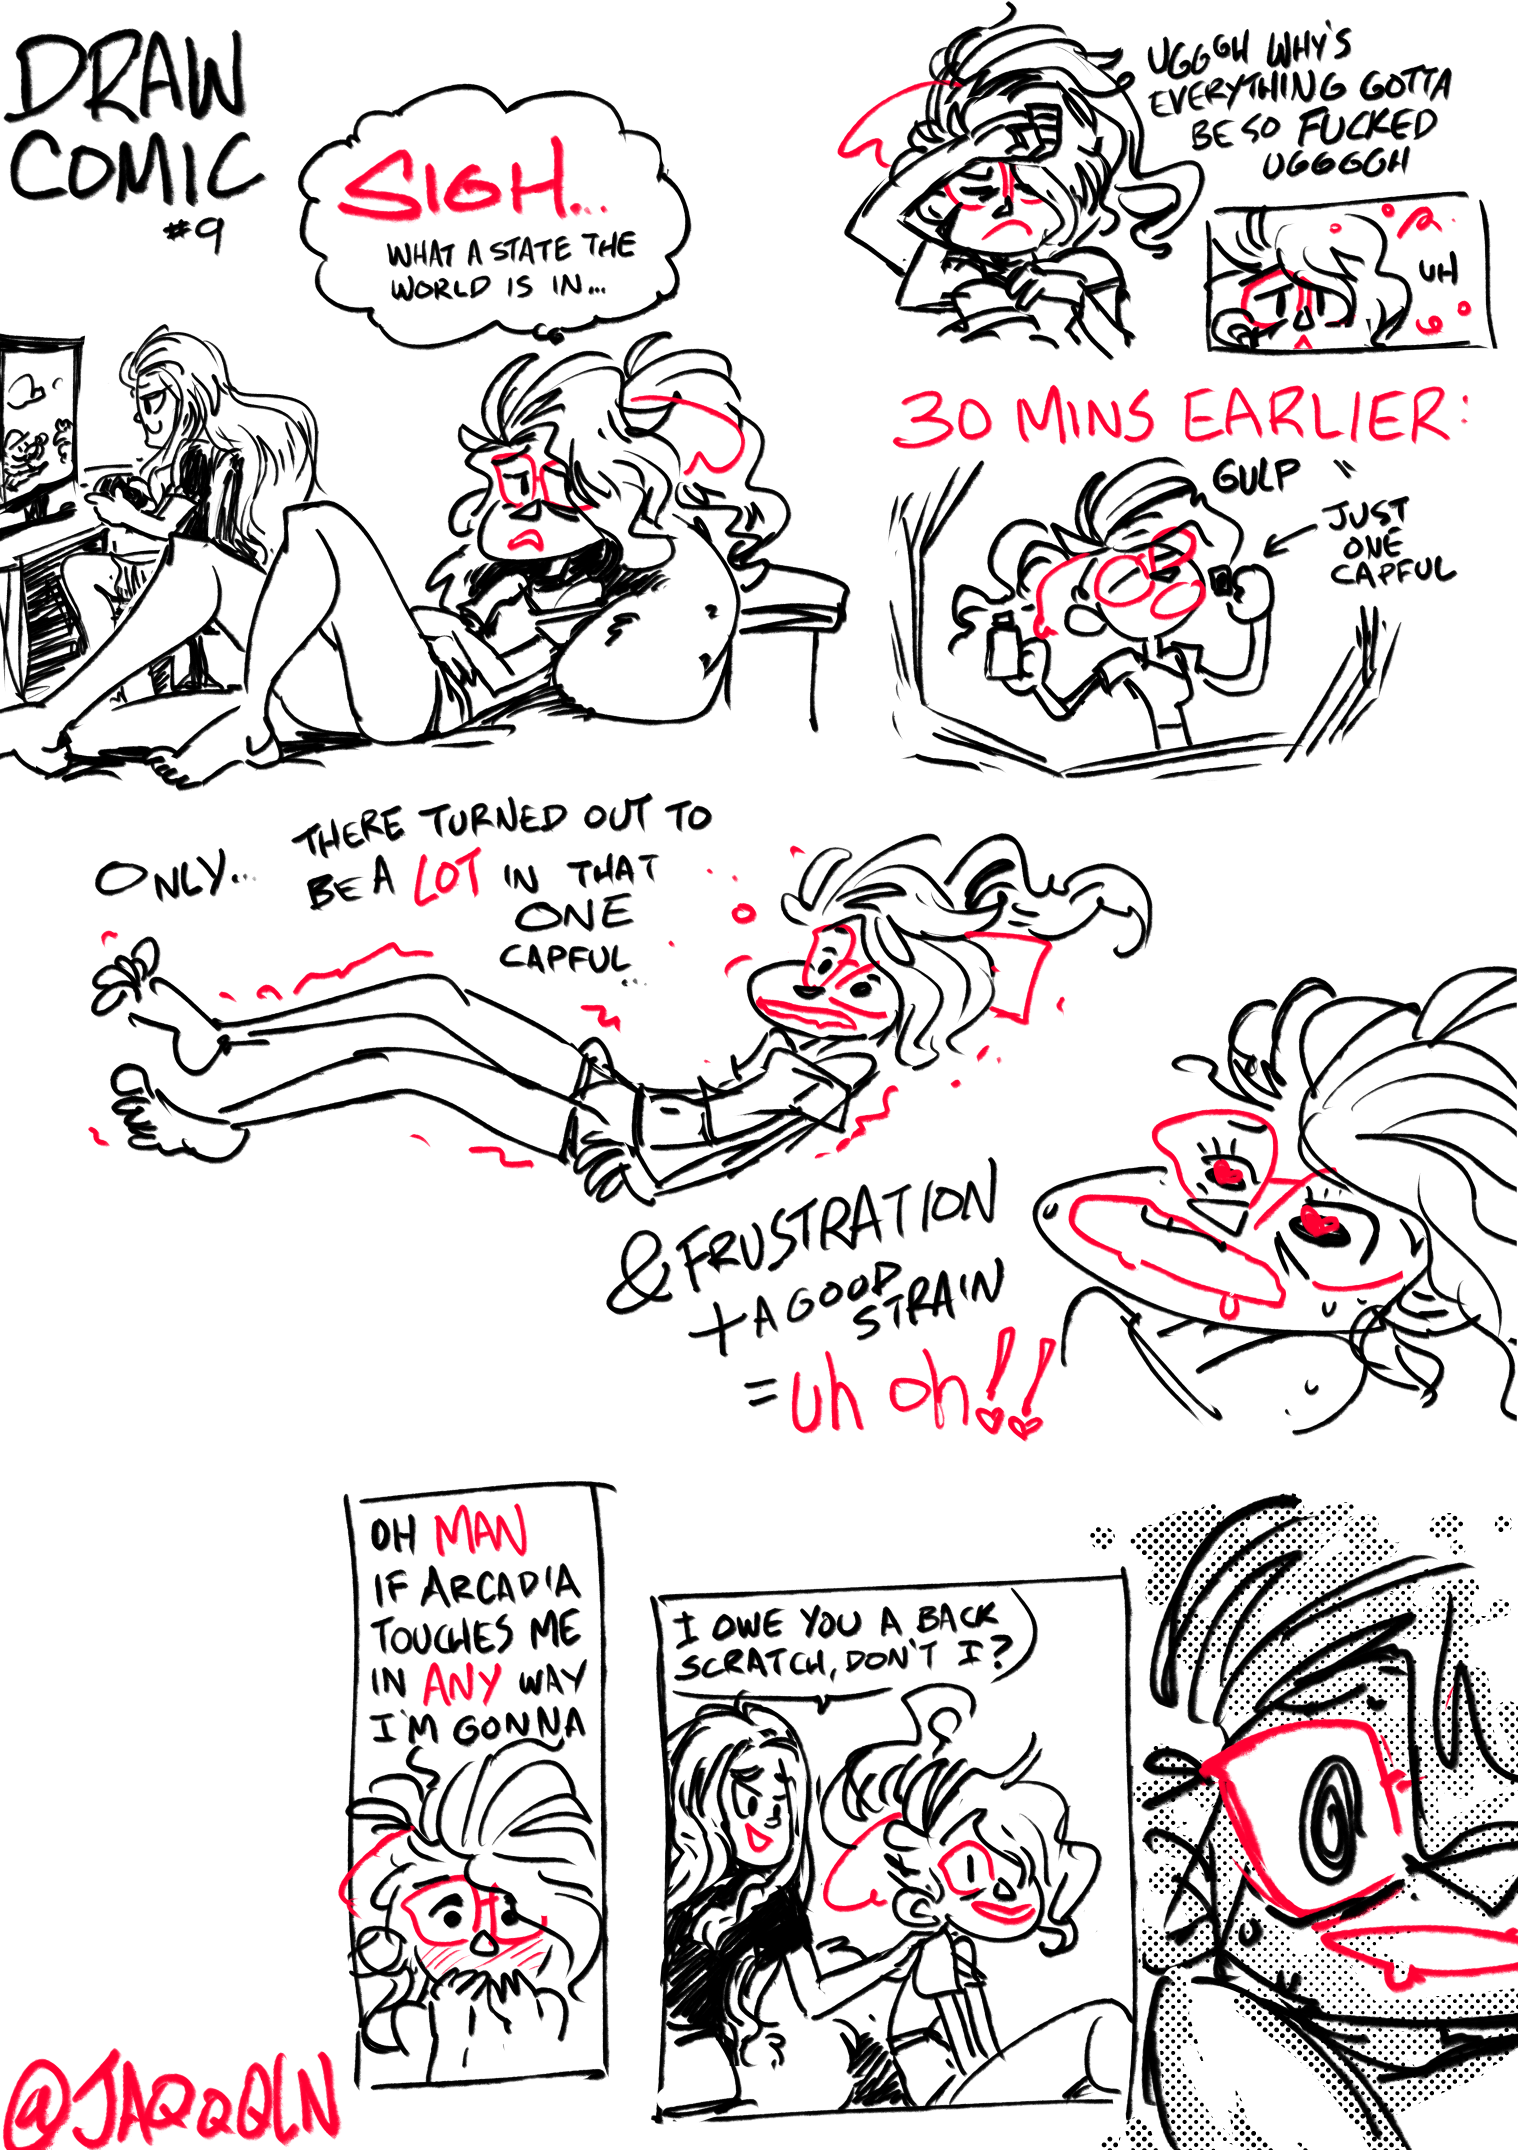 DRAW
COMIC
#9
SIGH...
WHAT A STATE THE
WORLD IS IN...
UGGGH WHY'S
EVERYTHING GOTTA
BE SO FUCKED
UGGGGH
UH
30 MINS EARLIER:
GULP
JUST
ONE
CAPFUL
ONLY...
THERE TURNED OUT TO
BE A LOT IN THAT
ONE
CAPFUL...
& FRUSTRATION
+ A GOOD
STRAIN
= uh oh!!
OH MAN
IF ARCADIA
TOUCHES ME
IN ANY WAY
I'M GONNA
I OWE YOU A BACK
SCRATCH, DON'T I?
@JAQQQLN